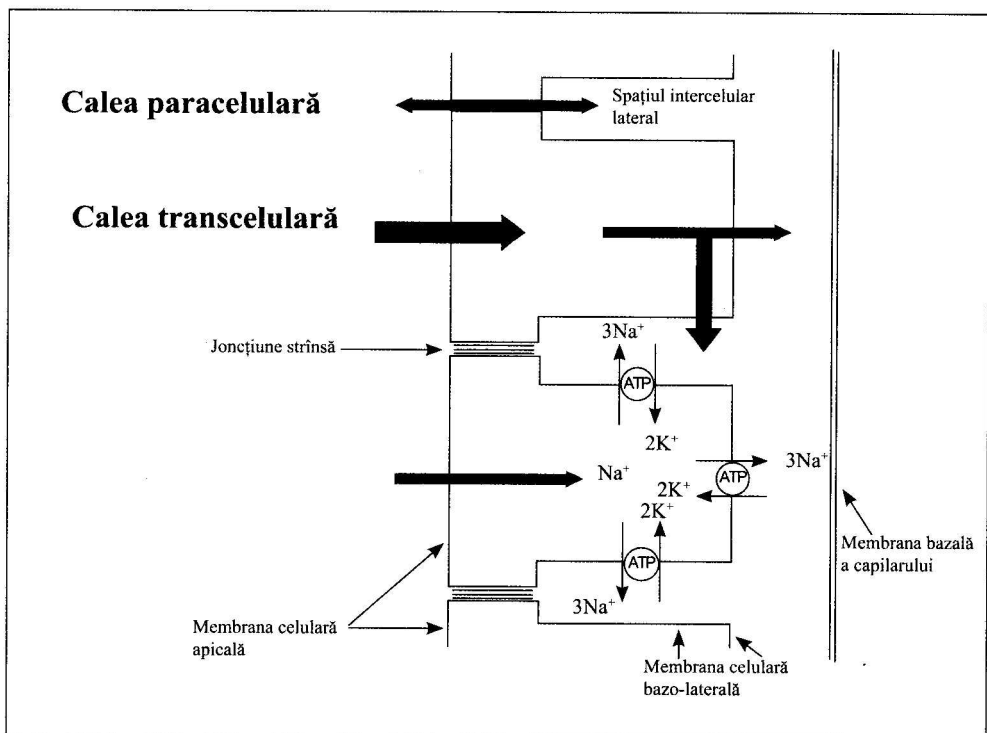 Calea paracelulară
Spațiul intercelular
lateral
Calea transcelulară
Joncțiune strînsă
3Na⁺
ATP
2K⁺
Na⁺
3Na⁺
ATP
2K⁺
2K⁺
ATP
3Na⁺
Membrana bazală
a capilarului
Membrana celulară
apicală
Membrana celulară
bazo-laterală